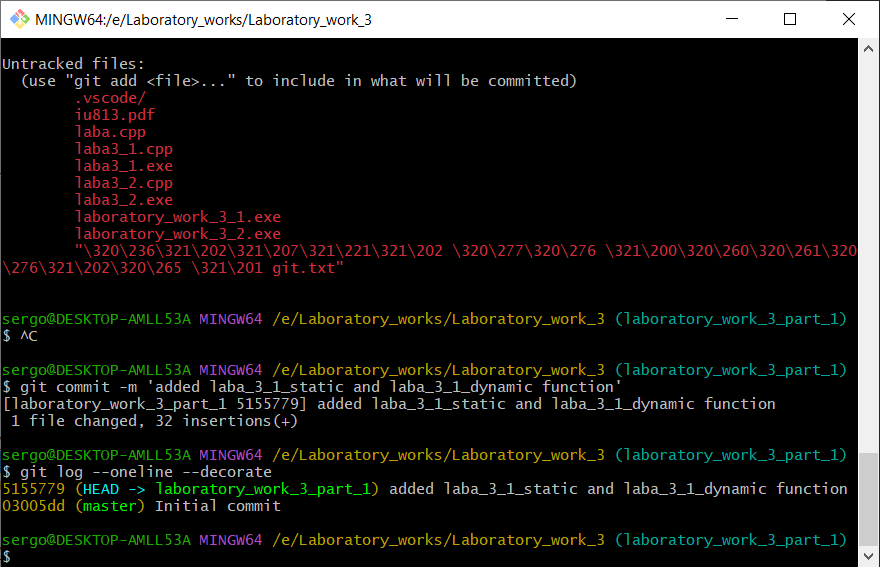 MINGW64:/e/Laboratory_works/Laboratory_work_3
Untracked files:
  (use "git add <file>..." to include in what will be committed)
        .vscode/
        iu813.pdf
        laba.cpp
        laba3_1.cpp
        laba3_1.exe
        laba3_2.cpp
        laba3_2.exe
        laboratory_work_3_1.exe
        laboratory_work_3_2.exe
        "\320\236\321\202\321\207\321\221\321\202 \320\277\320\276 \321\200\320\260\320\261\320
\276\321\202\320\265 \321\201 git.txt"
sergo@DESKTOP-AMLL53A MINGW64 /e/Laboratory_works/Laboratory_work_3 (laboratory_work_3_part_1)
$ ^C
sergo@DESKTOP-AMLL53A MINGW64 /e/Laboratory_works/Laboratory_work_3 (laboratory_work_3_part_1)
$ git commit -m 'added laba_3_1_static and laba_3_1_dynamic function'
[laboratory_work_3_part_1 5155779] added laba_3_1_static and laba_3_1_dynamic function
 1 file changed, 32 insertions(+)
sergo@DESKTOP-AMLL53A MINGW64 /e/Laboratory_works/Laboratory_work_3 (laboratory_work_3_part_1)
$ git log --oneline --decorate
5155779 (HEAD -> laboratory_work_3_part_1) added laba_3_1_static and laba_3_1_dynamic function
03005dd (master) Initial commit
sergo@DESKTOP-AMLL53A MINGW64 /e/Laboratory_works/Laboratory_work_3 (laboratory_work_3_part_1)
$